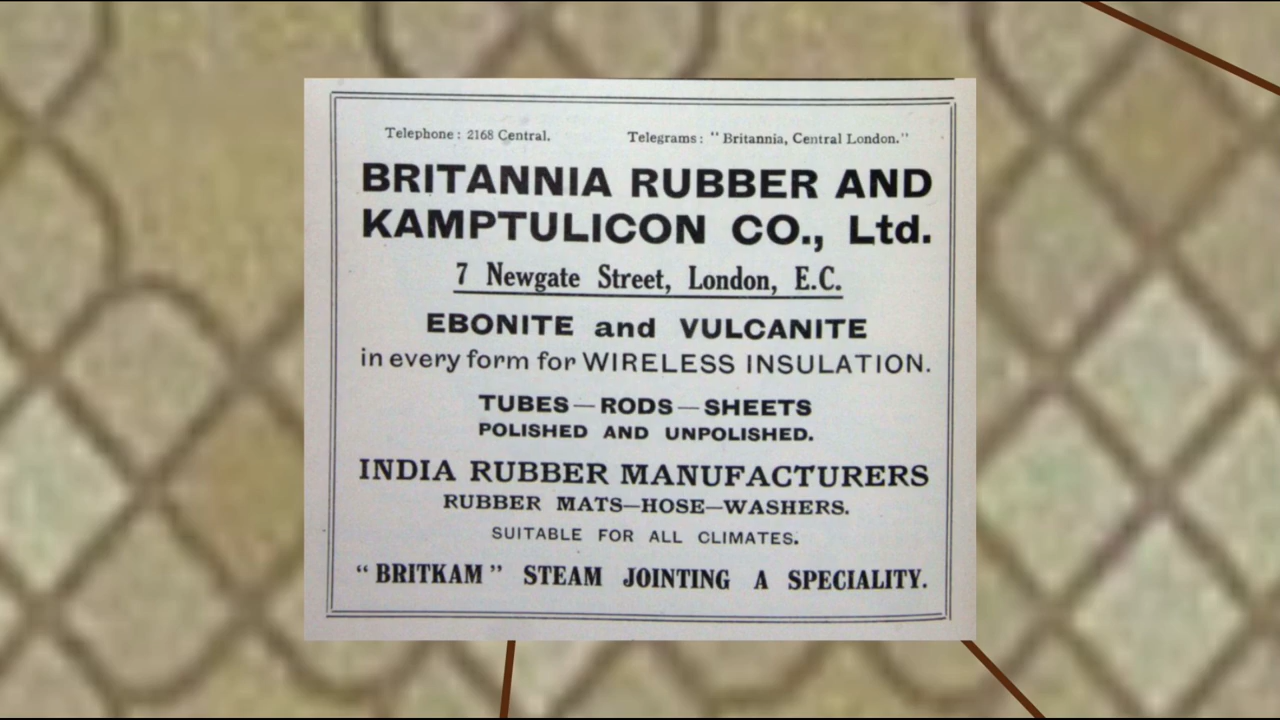 Telephone: 2168 Central. Telegrams: "Britannia, Central London."
BRITANNIA RUBBER AND
KAMPTULICON CO., Ltd.
7 Newgate Street, London, E.C.
EBONITE and VULCANITE
in every form for WIRELESS INSULATION.
TUBES—RODS—SHEETS
POLISHED AND UNPOLISHED.
INDIA RUBBER MANUFACTURERS
RUBBER MATS—HOSE—WASHERS.
SUITABLE FOR ALL CLIMATES.
"BRITKAM" STEAM JOINTING A SPECIALITY.